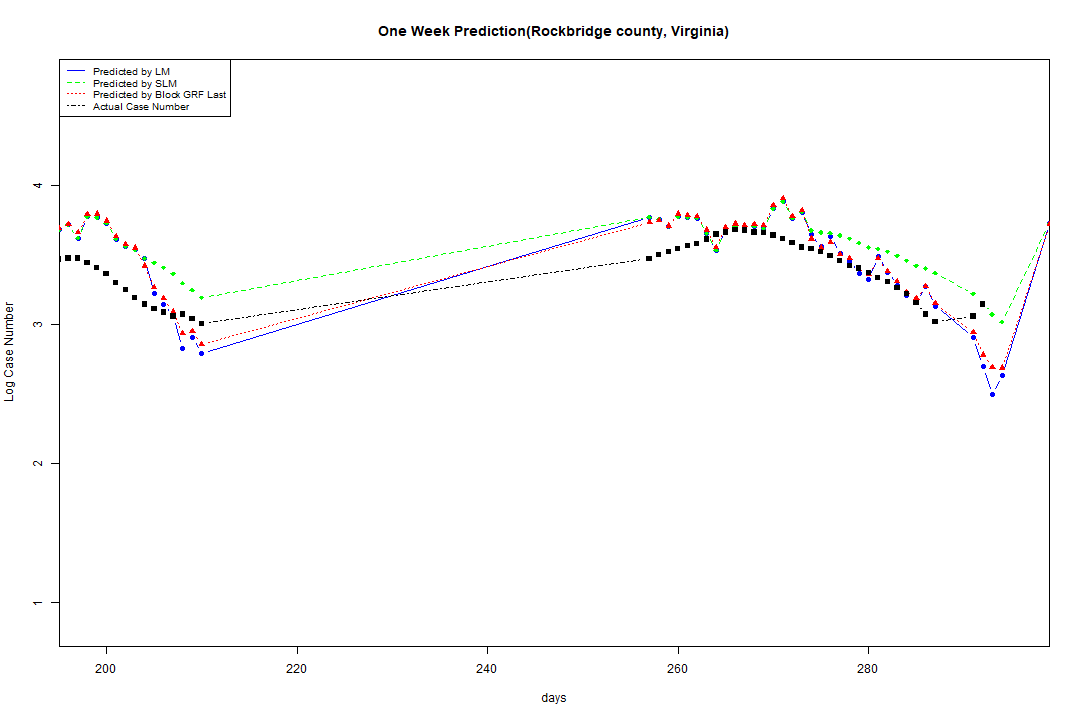 One Week Prediction(Rockbridge county, Virginia)
Predicted by LM
Predicted by SLM
Predicted by Block GRF Last
Actual Case Number
4
3
2
1
Log Case Number
200 220 240 260 280
days